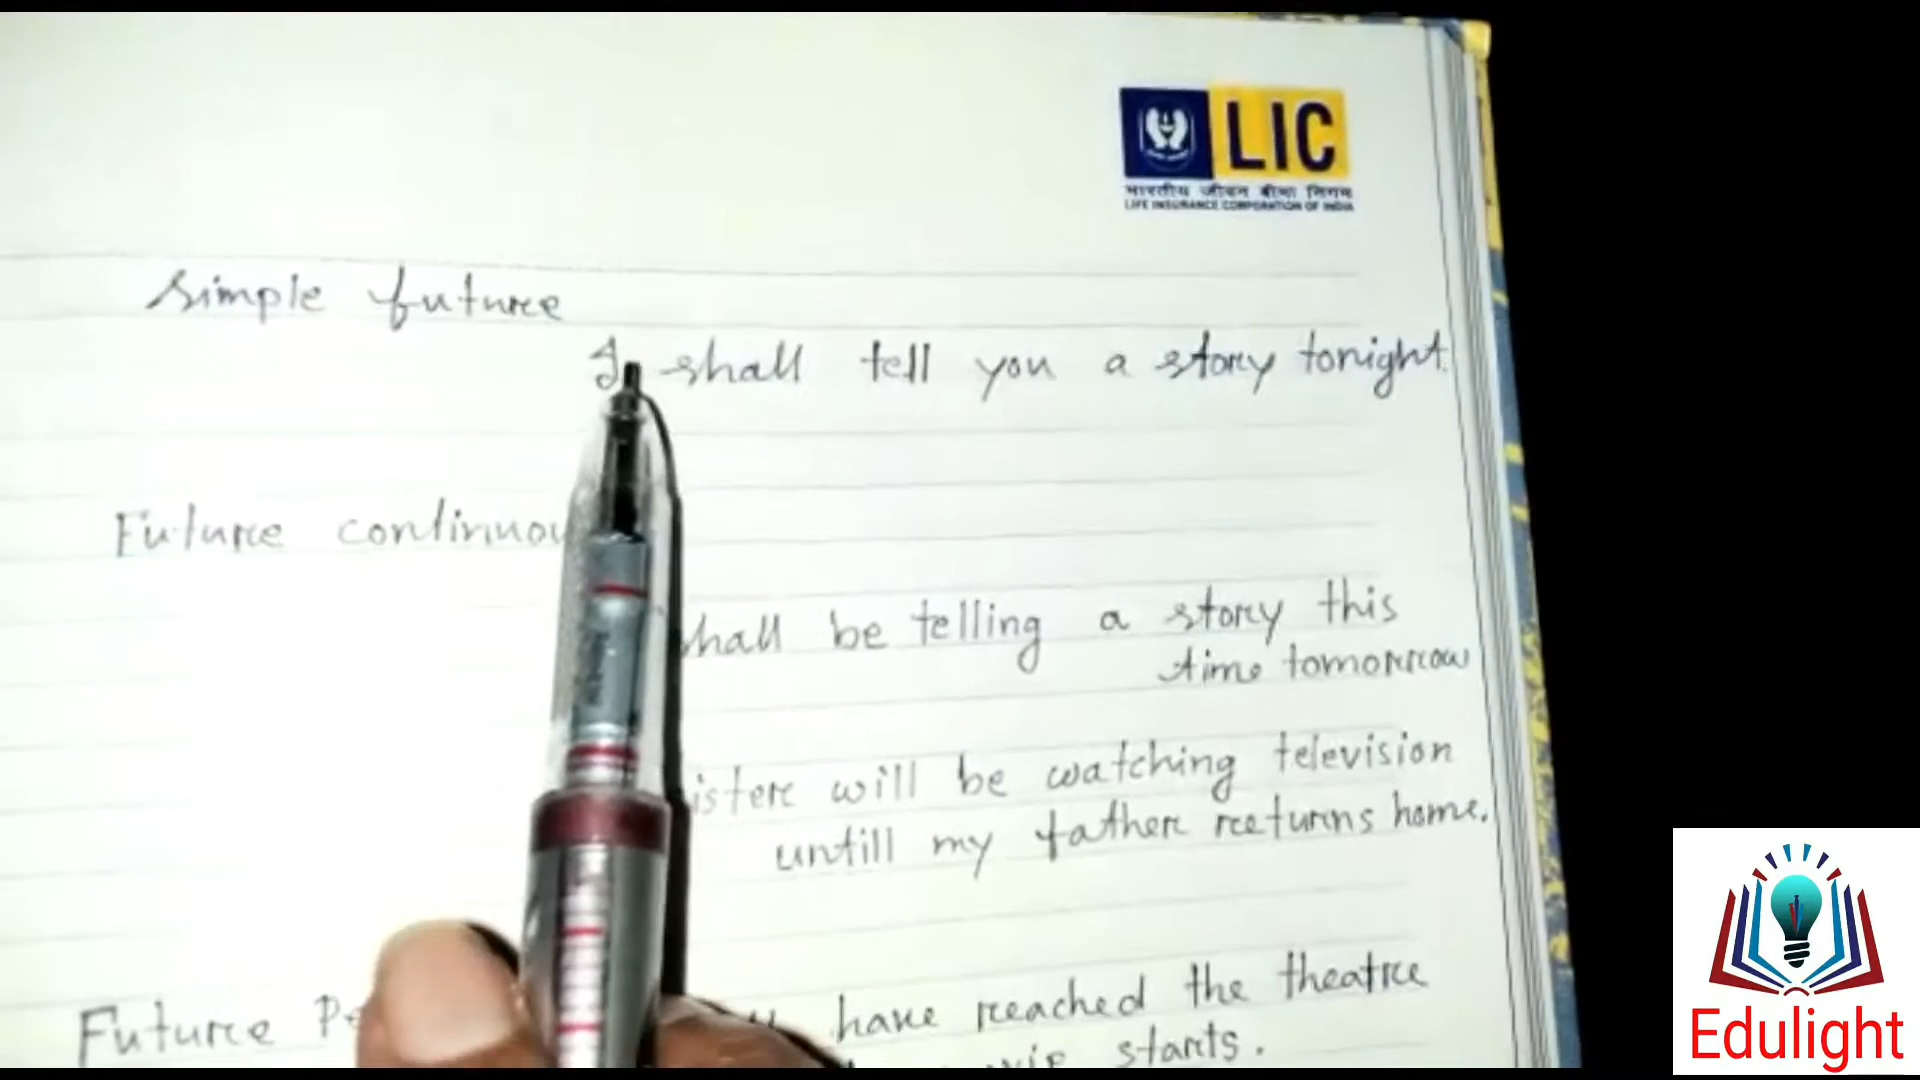 LIC
भारतीय जीवन बीमा निगम
LIFE INSURANCE CORPORATION OF INDIA
Simple future
I shall tell you a story tonight.
Future continuou
shall be telling a story this
time tomorrow
ister will be watching television
untill my father returns home.
Future Pe
have reached the theatre
starts.
Edulight